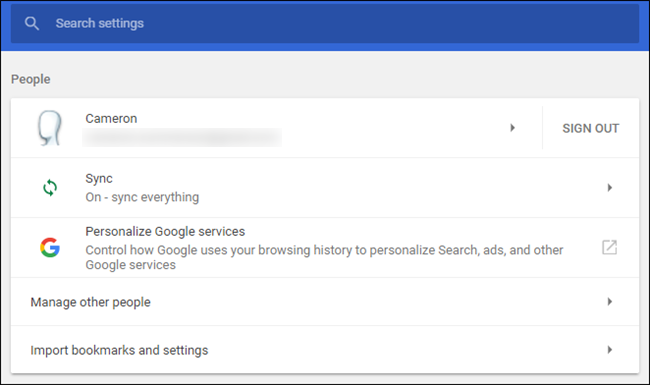 Search settings
People
Cameron
SIGN OUT
Sync
On - sync everything
Personalize Google services
Control how Google uses your browsing history to personalize Search, ads, and other
Google services
Manage other people
Import bookmarks and settings